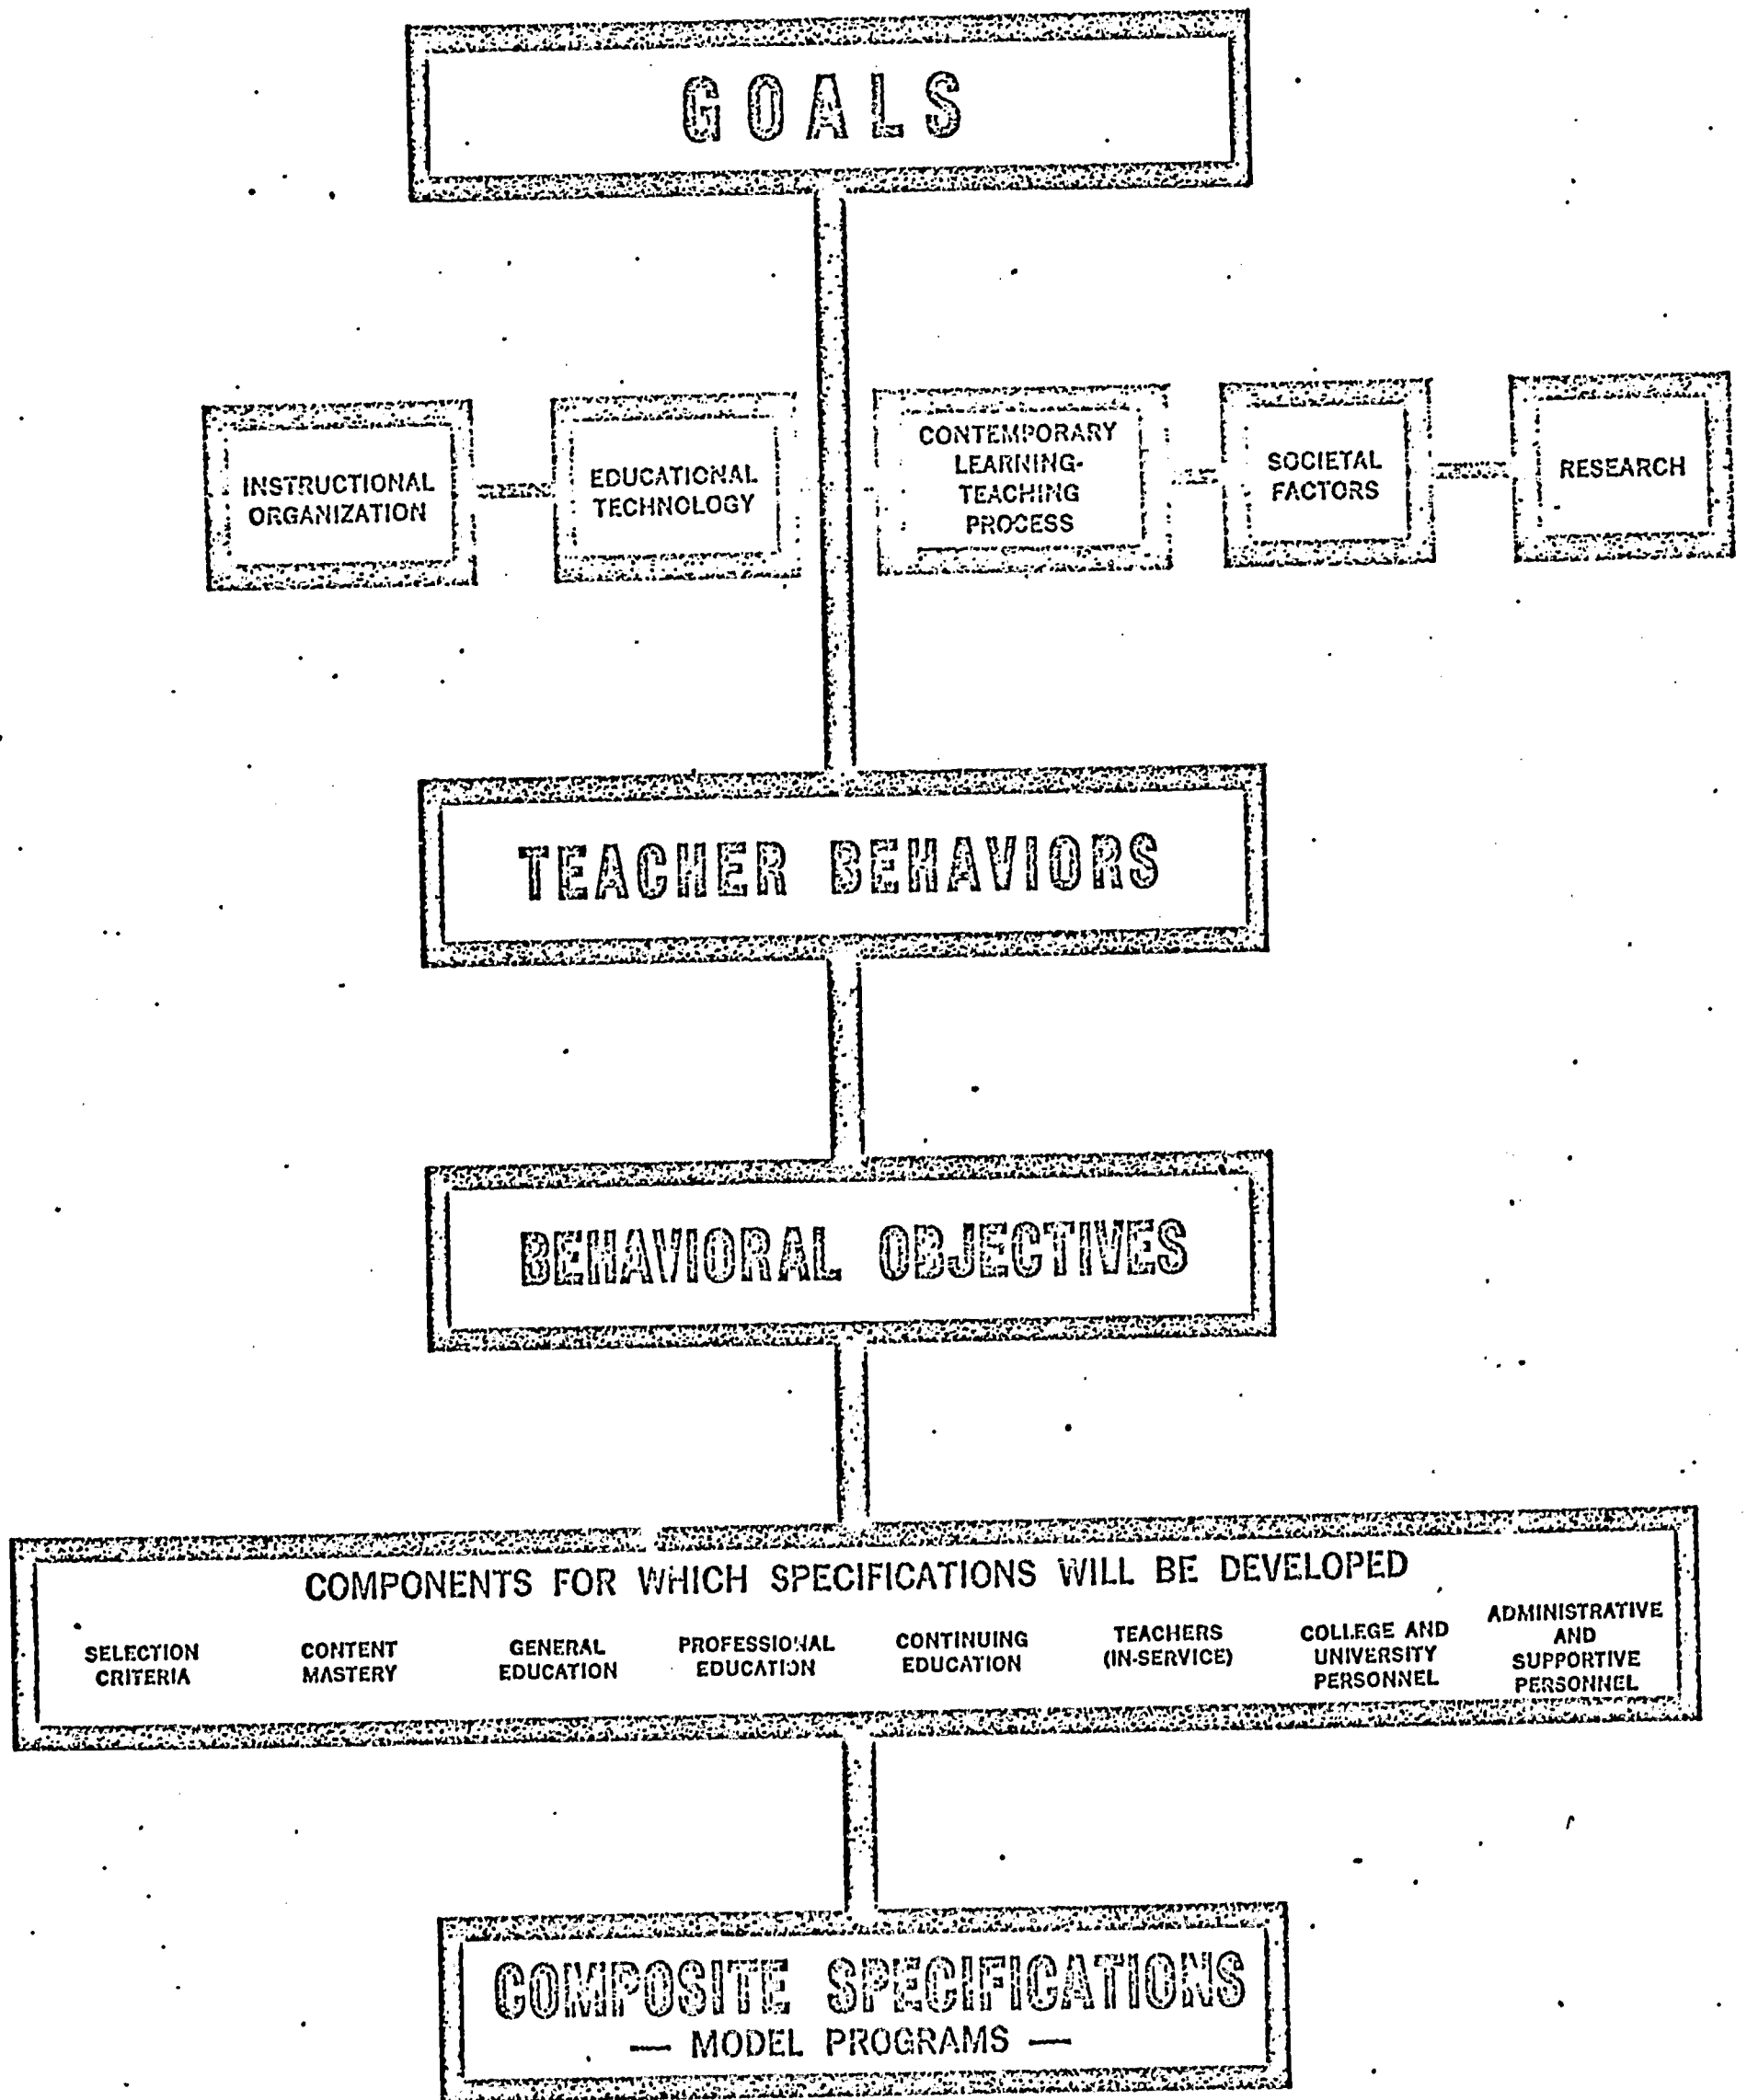 GOALS
INSTRUCTIONAL
ORGANIZATION
EDUCATIONAL
TECHNOLOGY
CONTEMPORARY
LEARNING-
TEACHING
PROCESS
SOCIETAL
FACTORS
RESEARCH
TEACHER BEHAVIORS
BEHAVIORAL OBJECTIVES
COMPONENTS FOR WHICH SPECIFICATIONS WILL BE DEVELOPED
SELECTION
CRITERIA
CONTENT
MASTERY
GENERAL
EDUCATION
PROFESSIONAL
EDUCATION
CONTINUING
EDUCATION
TEACHERS
(IN-SERVICE)
COLLEGE AND
UNIVERSITY
PERSONNEL
ADMINISTRATIVE
AND
SUPPORTIVE
PERSONNEL
COMPOSITE SPECIFICATIONS
— MODEL PROGRAMS —